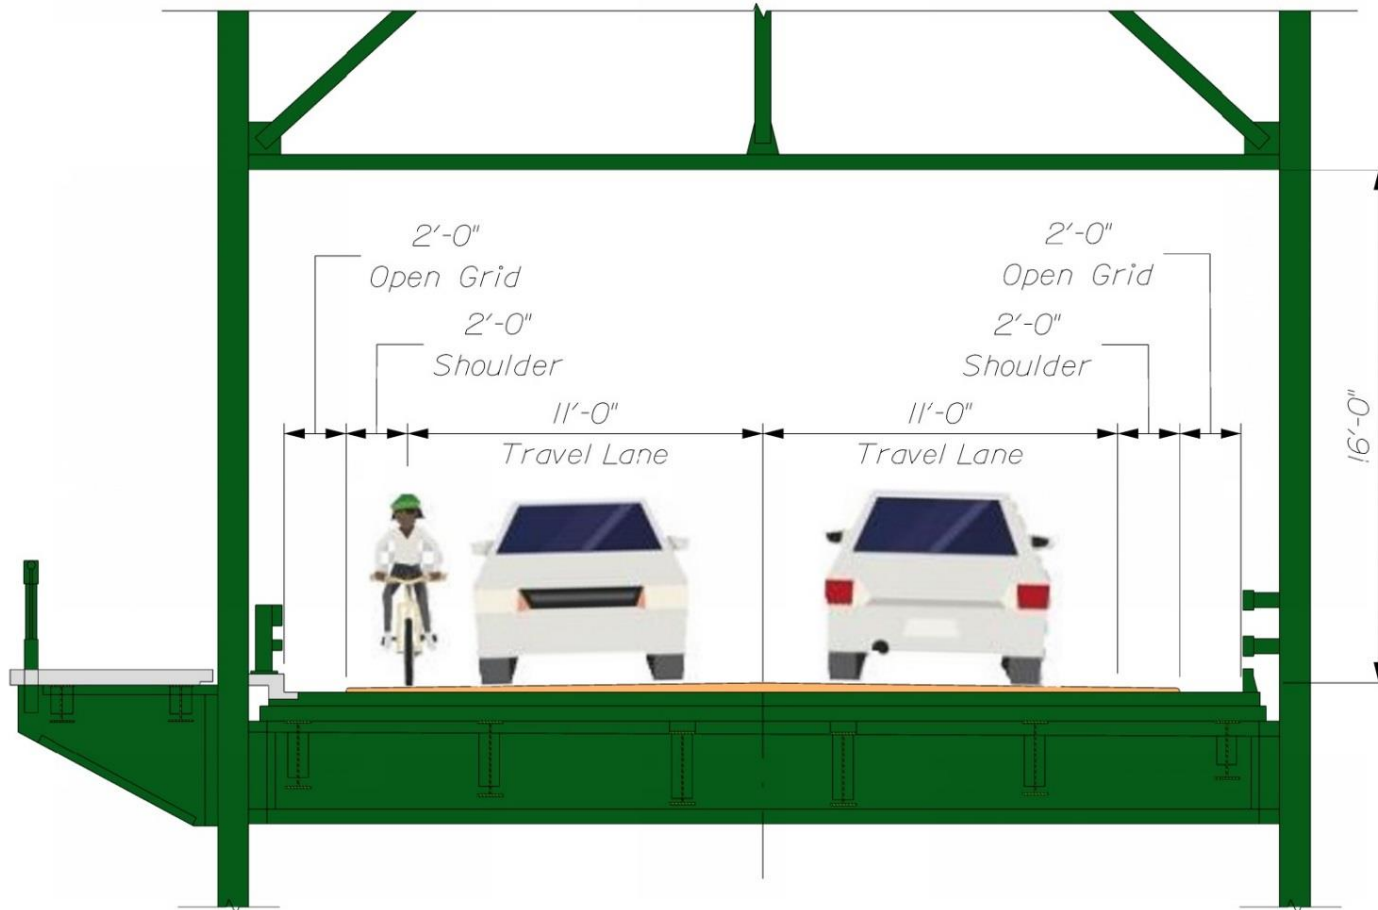 2'-0"
Open Grid
2'-0"
Open Grid
2'-0"
Shoulder
2'-0"
Shoulder
11'-0"
Travel Lane
11'-0"
Travel Lane
16'-0"